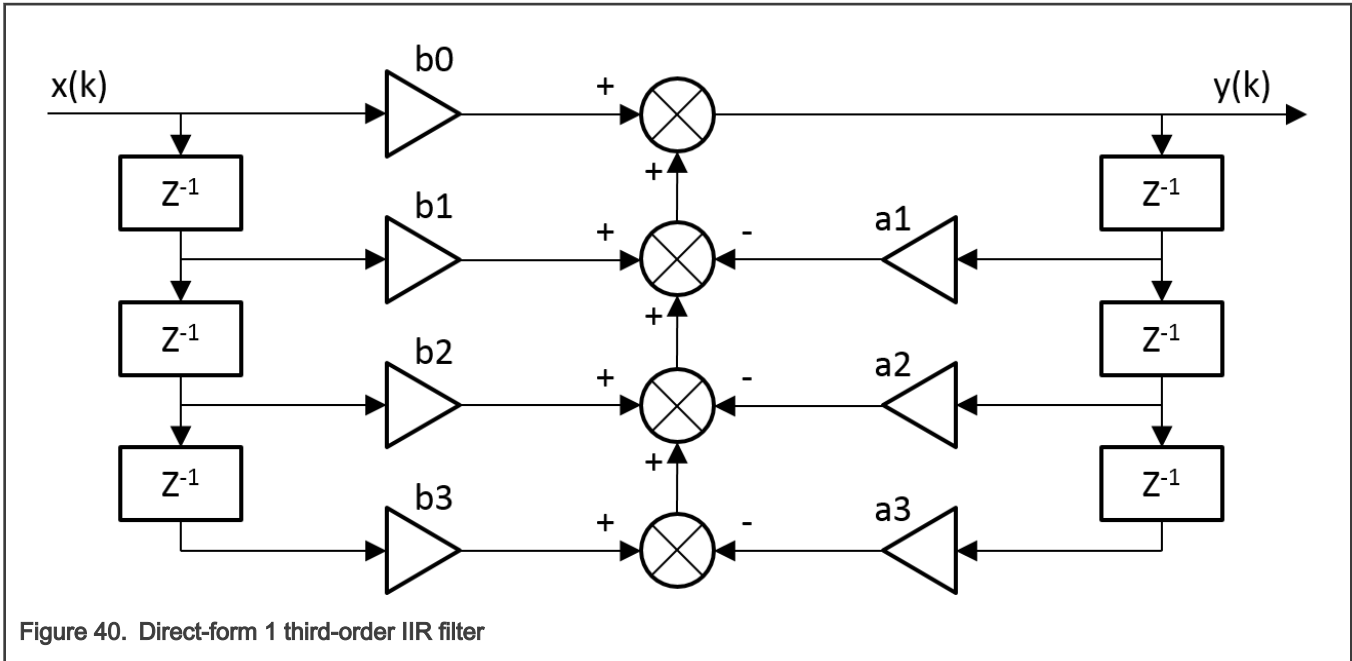 b0
x(k) + y(k)
Z-1 + Z-1
b1 + - a1
Z-1 + Z-1
b2 + - a2
Z-1 + Z-1
b3 + - a3
Figure 40. Direct-form 1 third-order IIR filter